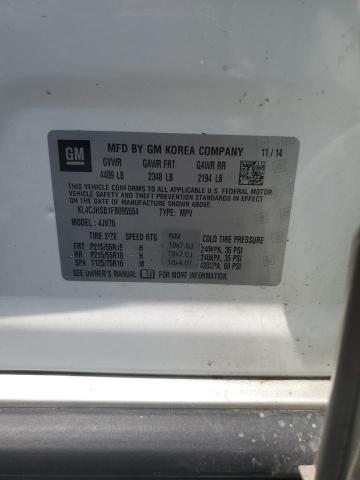 GM
MFD BY GM KOREA COMPANY
GVWR GAWR FRT GAWR RR 11/14
4409 LB 2348 LB 2194 LB
THIS VEHICLE CONFORMS TO ALL APPLICABLE U.S. FEDERAL MOTOR
VEHICLE SAFETY AND THEFT PREVENTION STANDARDS IN EFFECT
ON THE DATE OF MANUFACTURE SHOWN ABOVE.
KL4CJHSB1FB095554 TYPE: MPV
MODEL: 4JV76
TIRE SIZE RIM COLD TIRE PRESSURE
FRT P215/55R18 H 18x7.0J 240KPA, 35 PSI
RR P215/55R18 H 18x7.0J 240KPA, 35 PSI
SPA T125/70R16 M 16x4.0T 420KPA, 60 PSI
SEE OWNER'S MANUAL FOR ADDITIONAL INFORMATION.